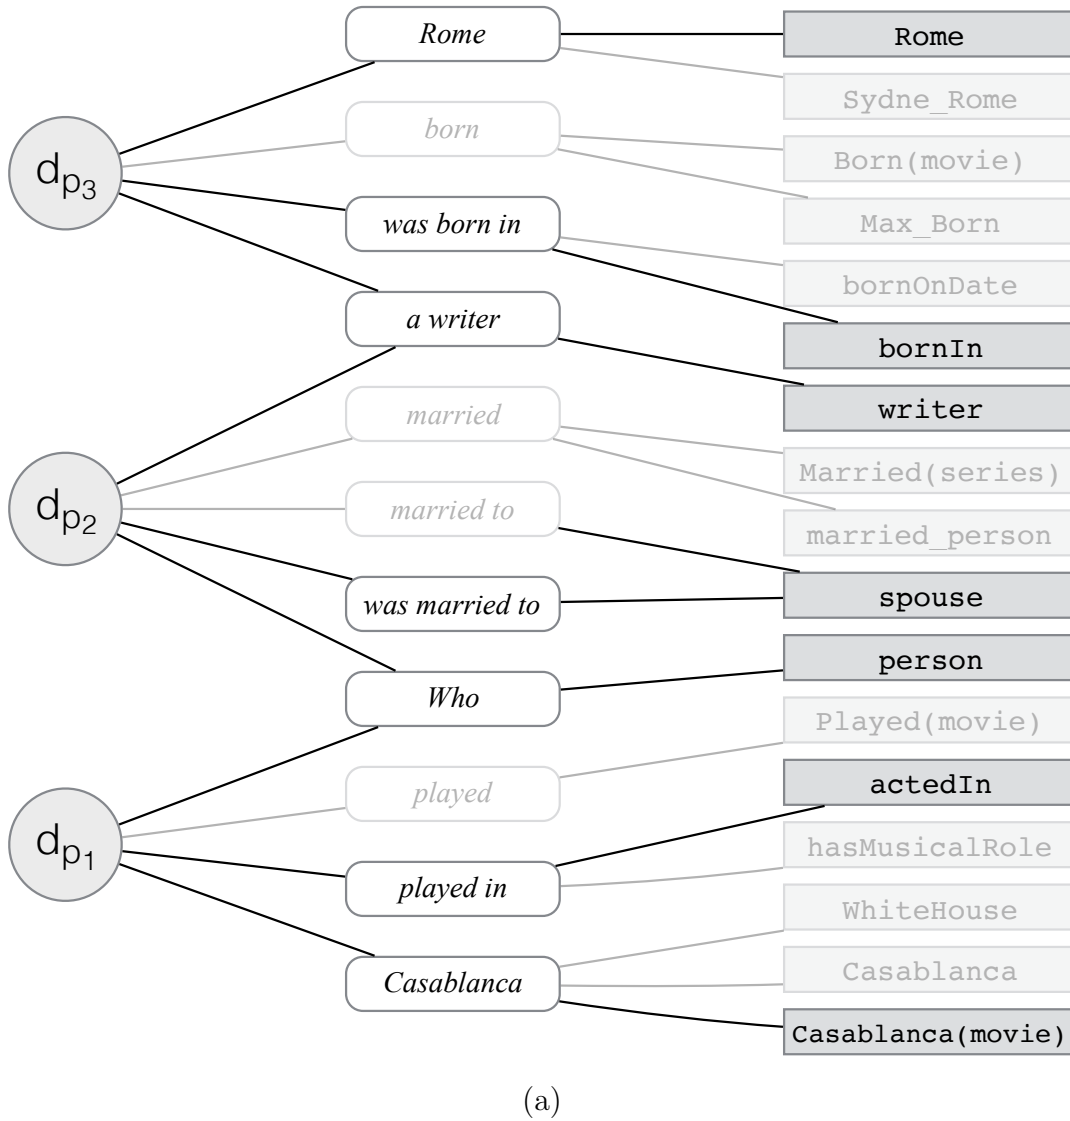 Rome
Rome
Sydne_Rome
born
Born(movie)
dp3
Max_Born
was born in
bornOnDate
a writer
bornIn
writer
married
Married(series)
dp2
married to
married_person
was married to
spouse
Who
person
Played(movie)
played
actedIn
dp1
hasMusicalRole
played in
WhiteHouse
Casablanca
Casablanca
Casablanca(movie)
(a)